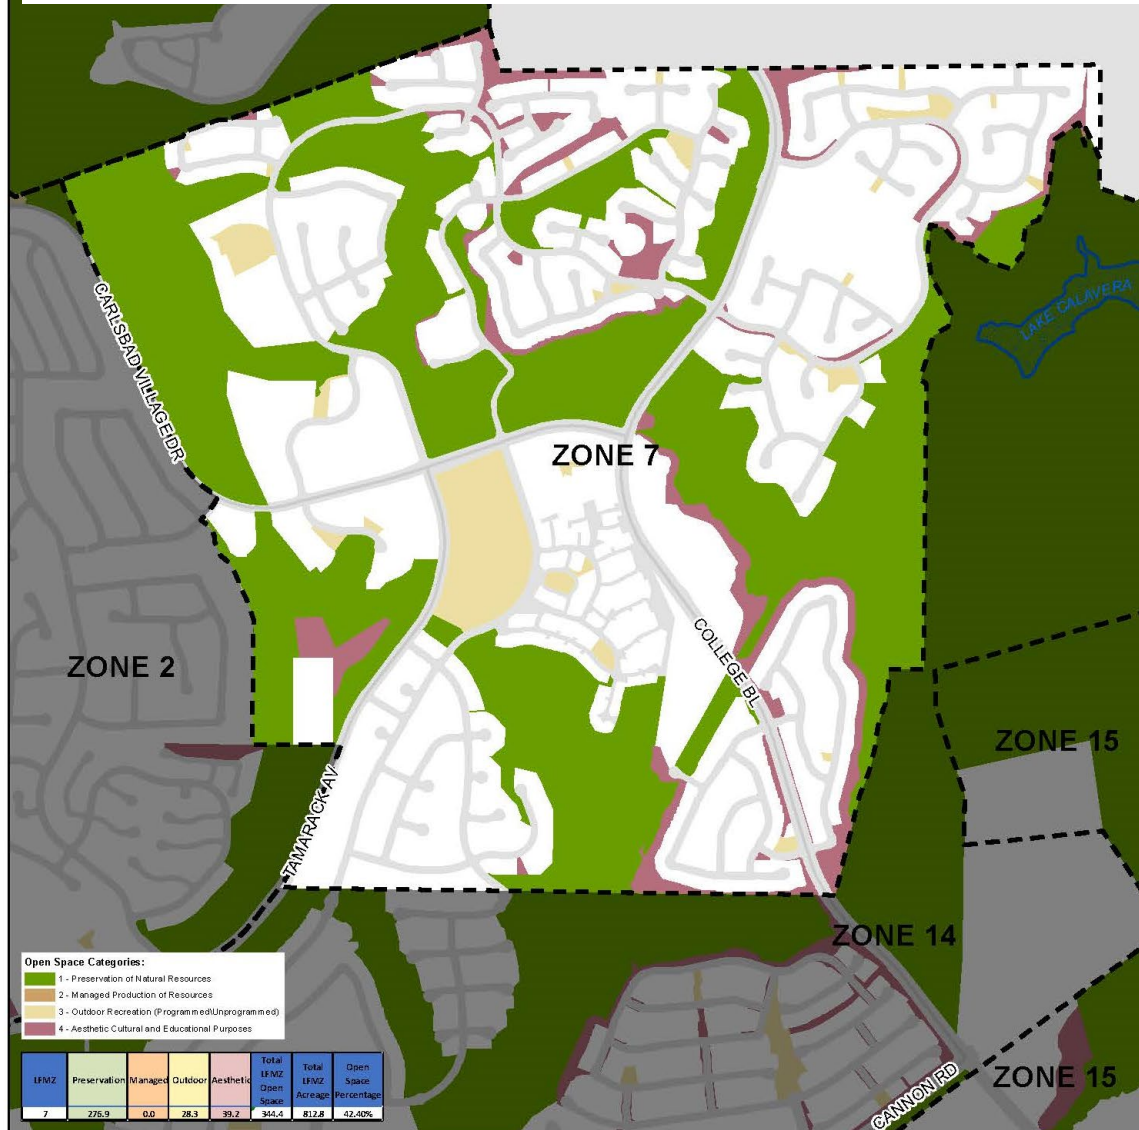 LAKE CALAVERA
CARLSBAD VILLAGE DR
ZONE 7
COLLEGE BL
ZONE 2
ZONE 15
TAMARACK AV
ZONE 14
Open Space Categories:
1 - Preservation of Natural Resources
2 - Managed Production of Resources
3 - Outdoor Recreation (Programmed\Unprogrammed)
4 - Aesthetic Cultural and Educational Purposes
LFMZ Preservation Managed Outdoor Aesthetic Total LFMZ Open Space Total LFMZ Acreage Open Space Percentage
7 276.9 0.0 28.3 39.2 344.4 812.8 42.40%
ZONE 15
CANNON RD